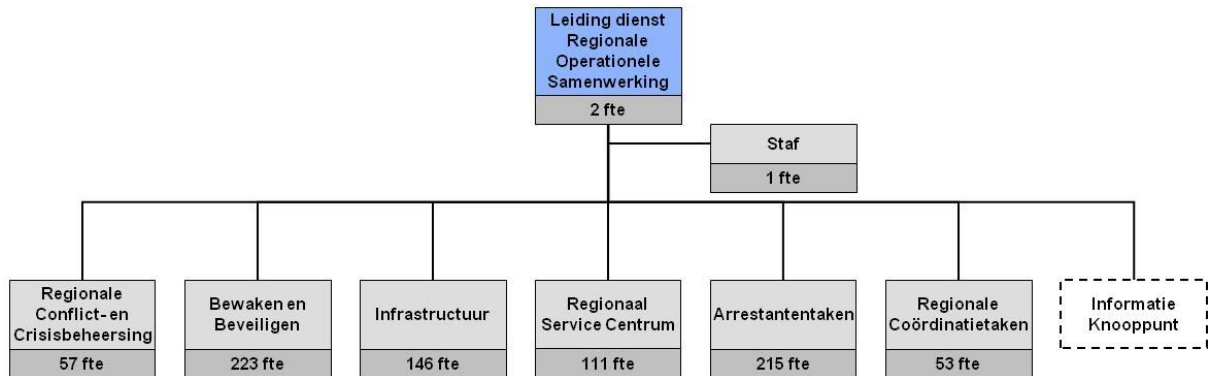 Leiding dienst
Regionale
Operationele
Samenwerking
2 fte
Staf
1 fte
Regionale
Conflict- en
Crisisbeheersing
57 fte
Bewaken en
Beveiligen
223 fte
Infrastructuur
146 fte
Regionaal
Service Centrum
111 fte
Arrestantentaken
215 fte
Regionale
Coördinatietaken
53 fte
Informatie
Knooppunt